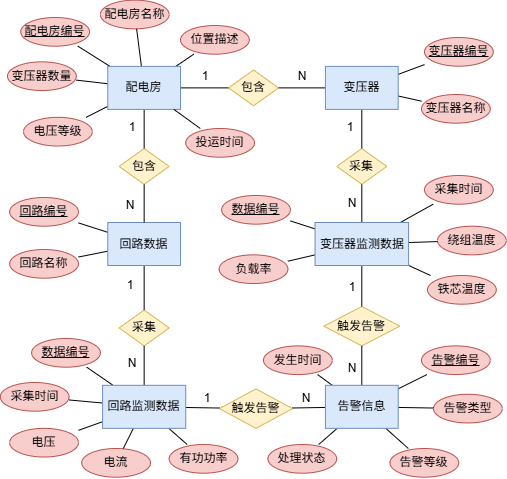 配电房名称
配电房编号
位置描述
变压器编号
变压器数量
配电房
1
包含
N
变压器
变压器名称
电压等级
投运时间
1
1
包含
采集
采集时间
N
N
回路编号
数据编号
回路数据
变压器监测数据
绕组温度
回路名称
负载率
铁芯温度
1
1
采集
触发告警
数据编号
N
发生时间
N
告警编号
采集时间
回路监测数据
1
触发告警
N
告警信息
告警类型
电压
电流
有功功率
处理状态
告警等级